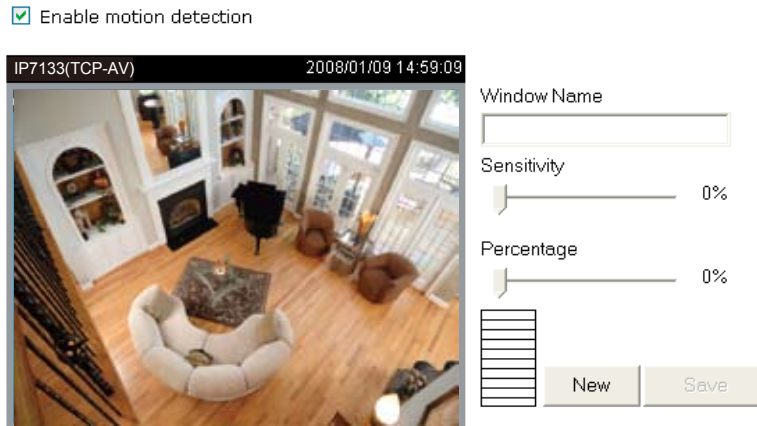 Enable motion detection
IP7133(TCP-AV) 2008/01/09 14:59:09
Window Name
Sensitivity
0%
Percentage
0%
New Save